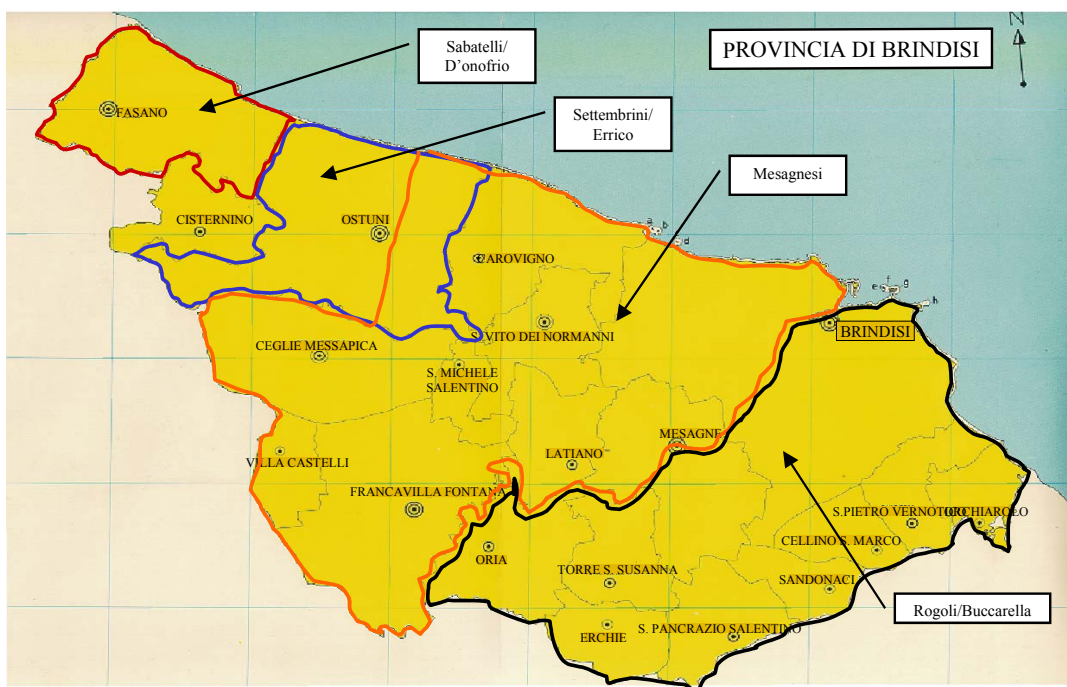 Sabatelli/
D'onofrio
PROVINCIA DI BRINDISI
N
FASANO
Settembrini/
Errico
Mesagnesi
CISTERNINO
OSTUNI
a
b
d
CAROVIGNO
e
f
g
h
S. VITO DEI NORMANNI
BRINDISI
CEGLIE MESSAPICA
S. MICHELE
SALENTINO
MESAGNE
VILLA CASTELLI
LATIANO
FRANCAVILLA FONTANA
S.PIETRO VERNOTICO
CELLINO S. MARCO
ORIA
TORRE S. SUSANNA
SANDONACI
Rogoli/Buccarella
ERCHIE
S. PANCRAZIO SALENTINO